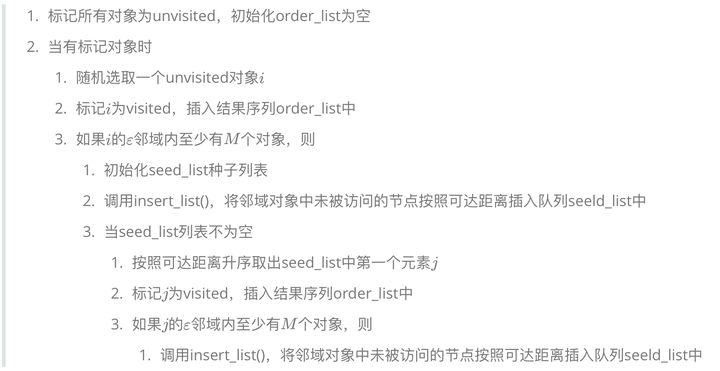 1. 标记所有对象为unvisited，初始化order_list为空
2. 当有标记对象时
1. 随机选取一个unvisited对象i
2. 标记i为visited，插入结果序列order_list中
3. 如果i的ε邻域内至少有M个对象，则
1. 初始化seed_list种子列表
2. 调用insert_list()，将邻域对象中未被访问的节点按照可达距离插入队列seeld_list中
3. 当seed_list列表不为空
1. 按照可达距离升序取出seed_list中第一个元素j
2. 标记j为visited，插入结果序列order_list中
3. 如果j的ε邻域内至少有M个对象，则
1. 调用insert_list()，将邻域对象中未被访问的节点按照可达距离插入队列seeld_list中